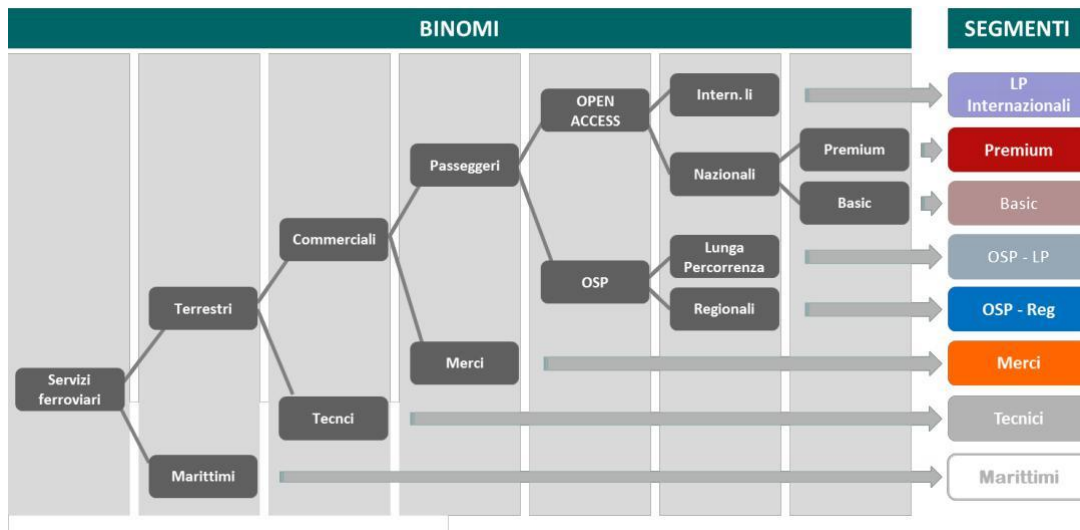 BINOMI
SEGMENTI
Intern. li
LP
Internazionali
OPEN
ACCESS
Premium
Premium
Passeggeri
Nazionali
Basic
Basic
Commerciali
Lunga
Percorrenza
OSP - LP
OSP
Terrestri
Regionali
OSP - Reg
Merci
Merci
Servizi
ferroviari
Tecnci
Tecnici
Marittimi
Marittimi